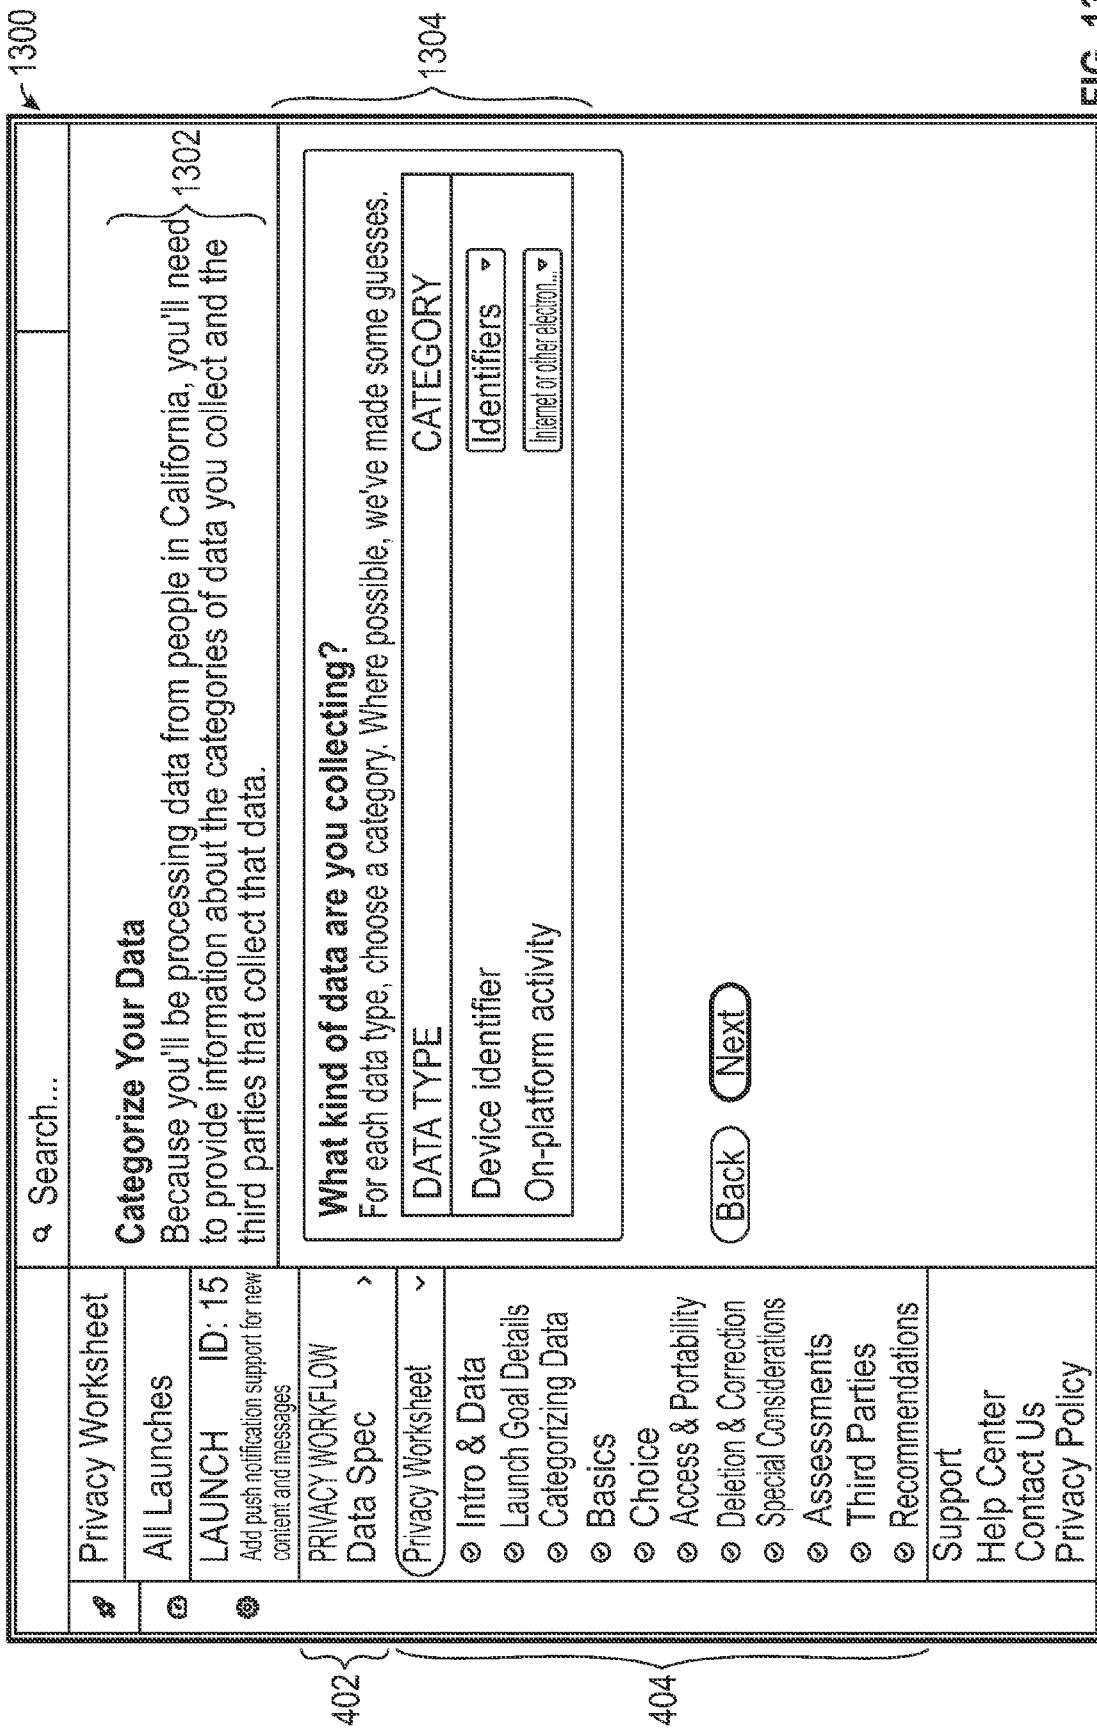 1300
Search...
Privacy Worksheet
All Launches
LAUNCH ID: 15
Add push notification support for new
content and messages
402
PRIVACY WORKFLOW
Data Spec
404
Privacy Worksheet
Intro & Data
Launch Goal Details
Categorizing Data
Basics
Choice
Access & Portability
Deletion & Correction
Special Considerations
Assessments
Third Parties
Recommendations
Support
Help Center
Contact Us
Privacy Policy
Categorize Your Data
Because you'll be processing data from people in California, you'll need
to provide information about the categories of data you collect and the
third parties that collect that data.
1302
1304
What kind of data are you collecting?
For each data type, choose a category. Where possible, we've made some guesses.
DATA TYPE CATEGORY
Device identifier Identifiers
On-platform activity Internet or other electron...
Back Next
FIG.